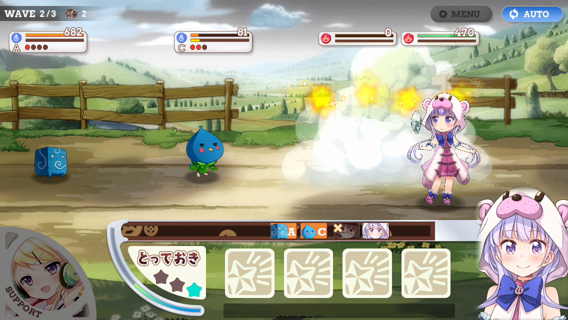 WAVE 2/3 2
MENU
AUTO
682
A
81
C
0
470
A C
とっておき
SUPPORT